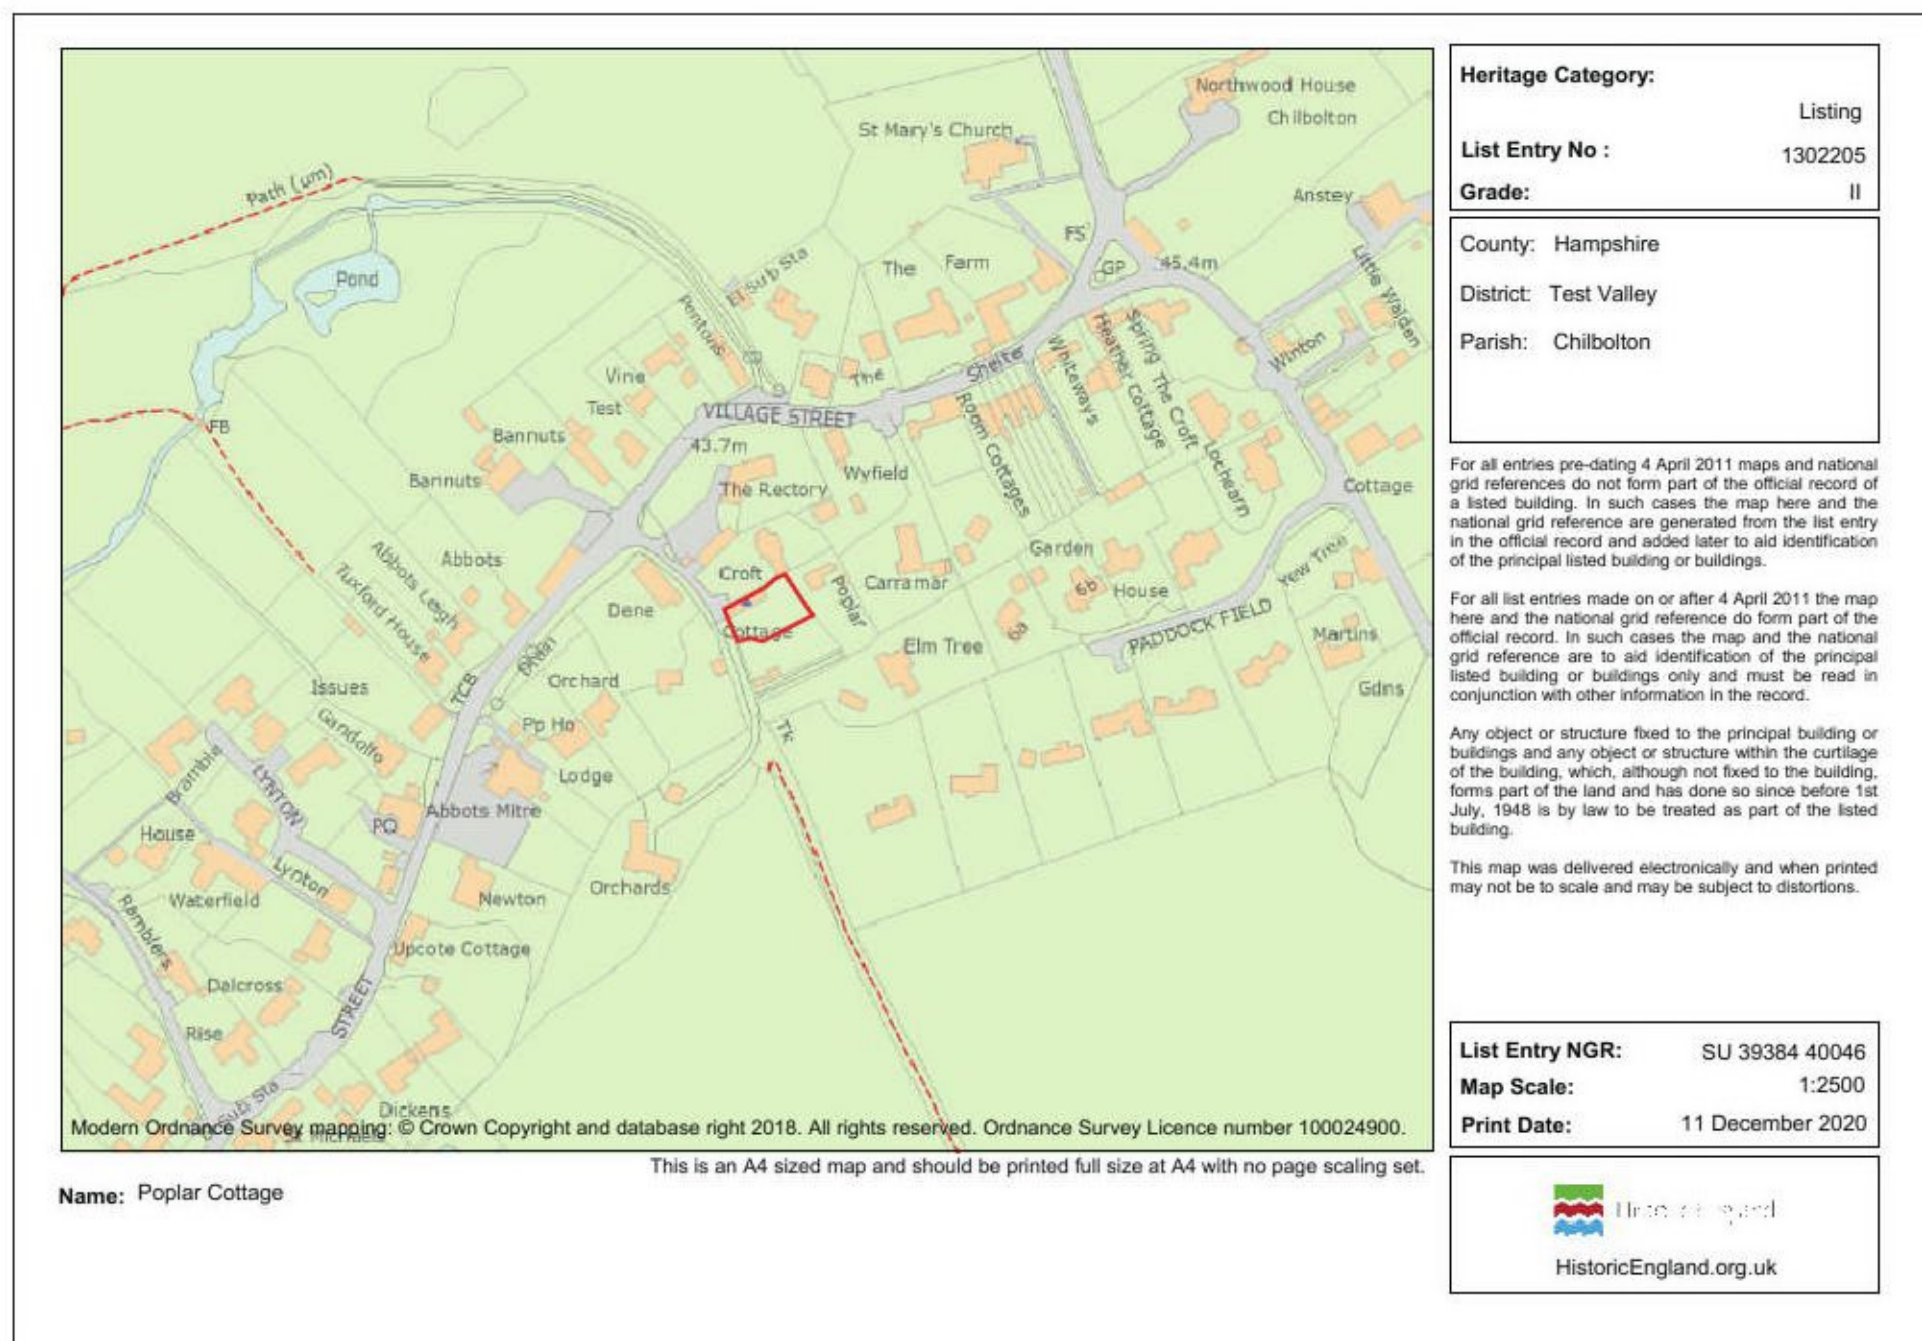 Path (um)
Pond
FB
St Mary's Church
Northwood House
Chilbolton
Anstey
FS
GP
45.4m
Little Walden
El Sub Sta
The
Farm
Pentons
Vine
Test
Bannuts
Bannuts
VILLAGE STREET
43.7m
The
Shelter
Whiteways
Heather Cottage
Spring
The Croft
Winton
Room Cottages
Lochearn
Cottage
Wyfield
The Rectory
Abbots
Abbots Leigh
Tuxford House
Dene
Croft
Cottage
Poplar
Carramar
Garden
6b
House
6a
Yew Tree
PADDOCK FIELD
Elm Tree
Martins
Gdns
Issues
TCB
Drain
Orchard
Pp Ho
Tk
Gandolfo
Lodge
Bramble
LYNTON
Abbots Mitre
PO
House
Lynton
Waterfield
Newton
Orchards
Ramblers
Upcote Cottage
Dalcross
STREET
Rise
Sub Sta
Dickens
St Michaels
Modern Ordnance Survey mapping: © Crown Copyright and database right 2018. All rights reserved. Ordnance Survey Licence number 100024900.
This is an A4 sized map and should be printed full size at A4 with no page scaling set.
Name: Poplar Cottage
Heritage Category:
Listing
List Entry No : 1302205
Grade: II
County: Hampshire
District: Test Valley
Parish: Chilbolton
For all entries pre-dating 4 April 2011 maps and national
grid references do not form part of the official record of
a listed building. In such cases the map here and the
national grid reference are generated from the list entry
in the official record and added later to aid identification
of the principal listed building or buildings.
For all list entries made on or after 4 April 2011 the map
here and the national grid reference do form part of the
official record. In such cases the map and the national
grid reference are to aid identification of the principal
listed building or buildings only and must be read in
conjunction with other information in the record.
Any object or structure fixed to the principal building or
buildings and any object or structure within the curtilage
of the building, which, although not fixed to the building,
forms part of the land and has done so since before 1st
July, 1948 is by law to be treated as part of the listed
building.
This map was delivered electronically and when printed
may not be to scale and may be subject to distortions.
List Entry NGR: SU 39384 40046
Map Scale: 1:2500
Print Date: 11 December 2020
HistoricEngland.org.uk